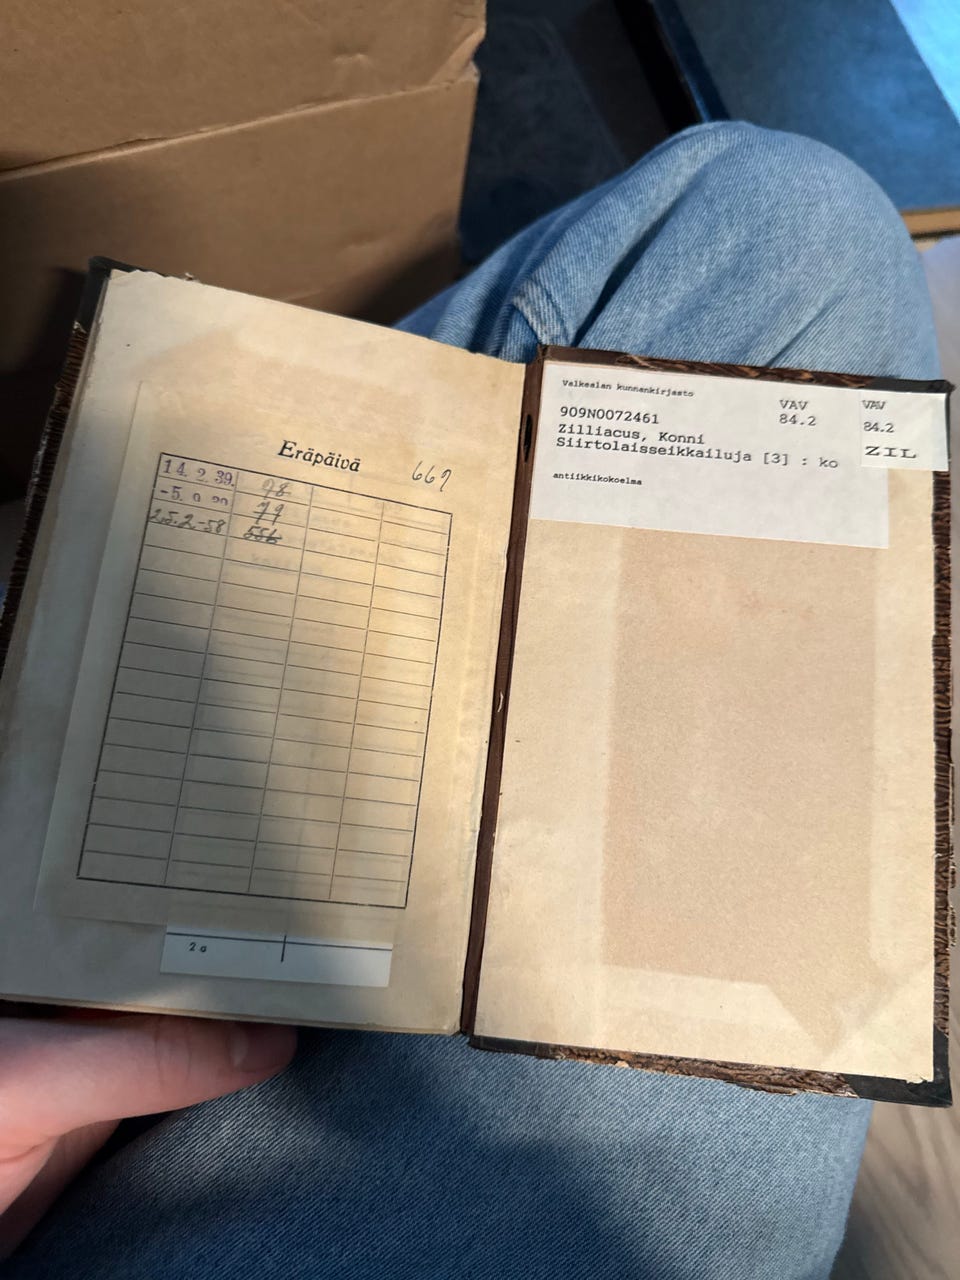 Eräpäivä
667
14. 2. 39. 98
79
25.2.-58 556
2 a
Valkealan kunnankirjasto
909N0072461
VAV
84.2
Zilliacus, Konni
Siirtolaisseikkailuja [3] : ko
antiikkikokoelma
VAV
84.2
ZIL